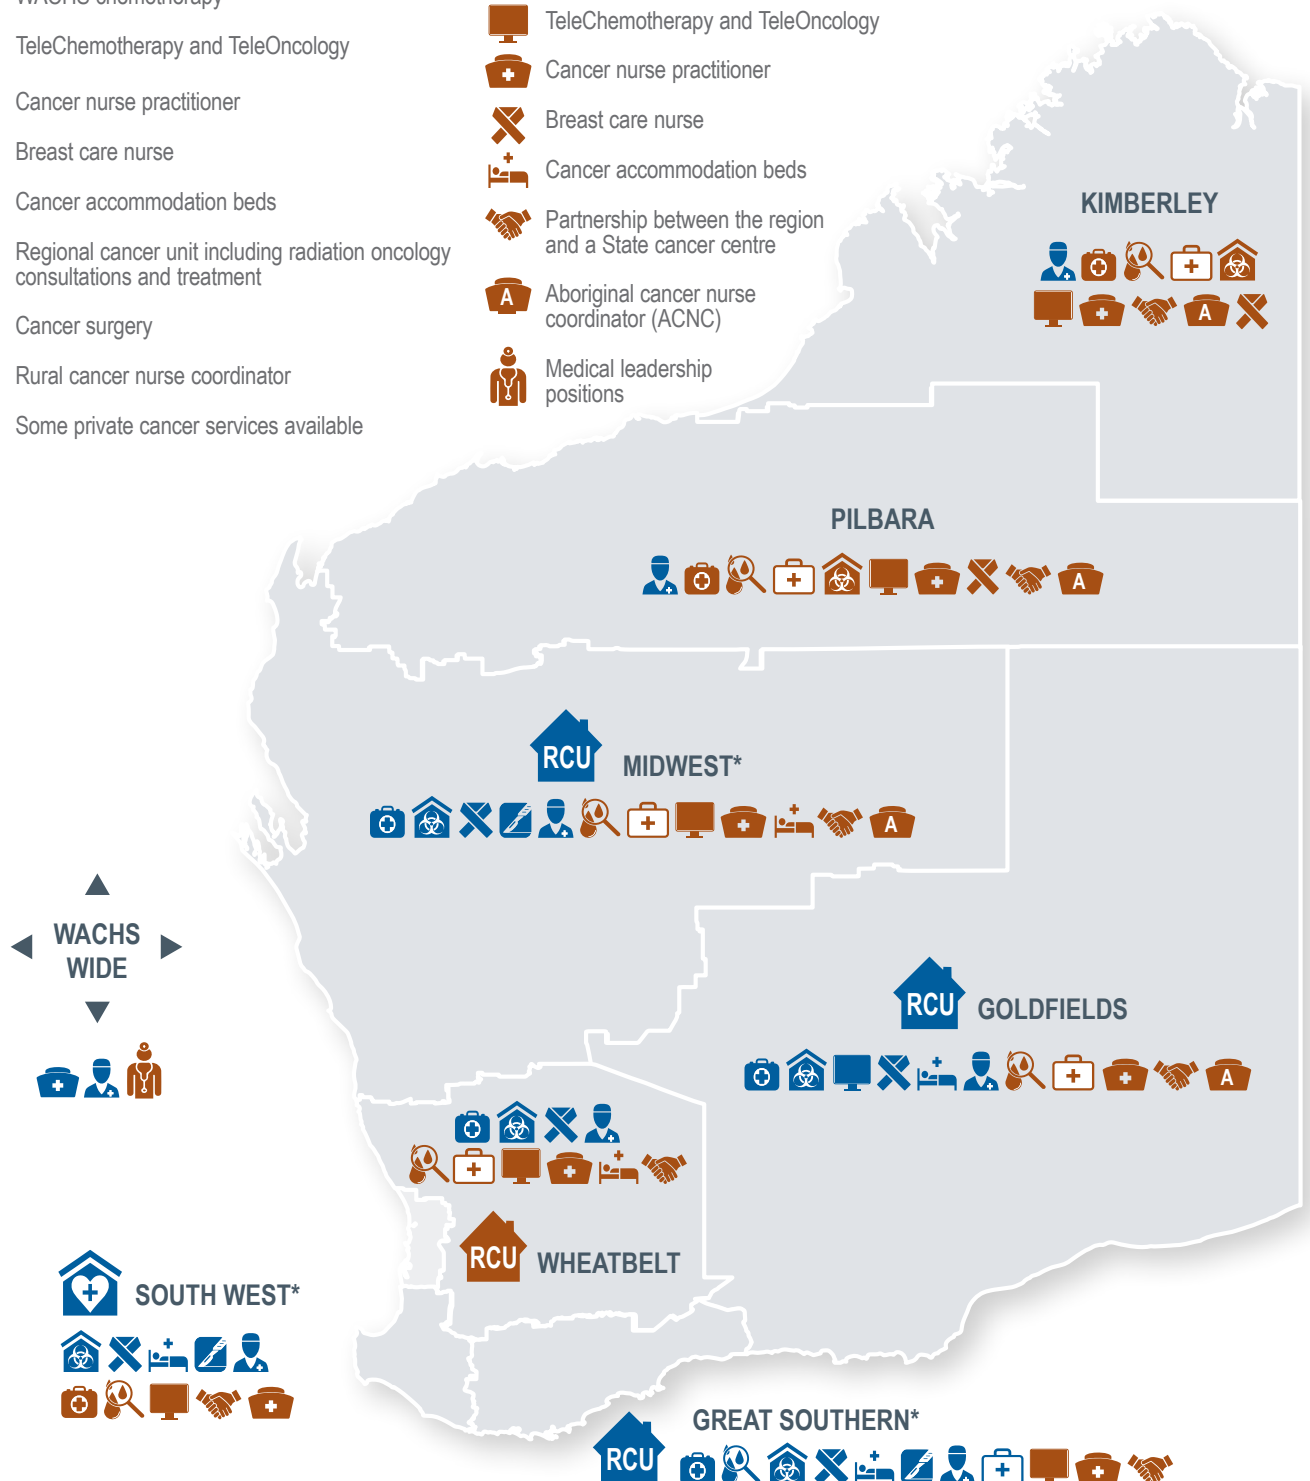 WACHS chemotherapy
TeleChemotherapy and TeleOncology
Cancer nurse practitioner
Breast care nurse
Cancer accommodation beds
Regional cancer unit including radiation oncology
consultations and treatment
Cancer surgery
Rural cancer nurse coordinator
Some private cancer services available
TeleChemotherapy and TeleOncology
Cancer nurse practitioner
Breast care nurse
Cancer accommodation beds
Partnership between the region
and a State cancer centre
A
Aboriginal cancer nurse
coordinator (ACNC)
Medical leadership
positions
KIMBERLEY
A
PILBARA
A
RCU
MIDWEST*
A
WACHS
WIDE
RCU
GOLDFIELDS
A
RCU
WHEATBELT
SOUTH WEST*
GREAT SOUTHERN*
RCU